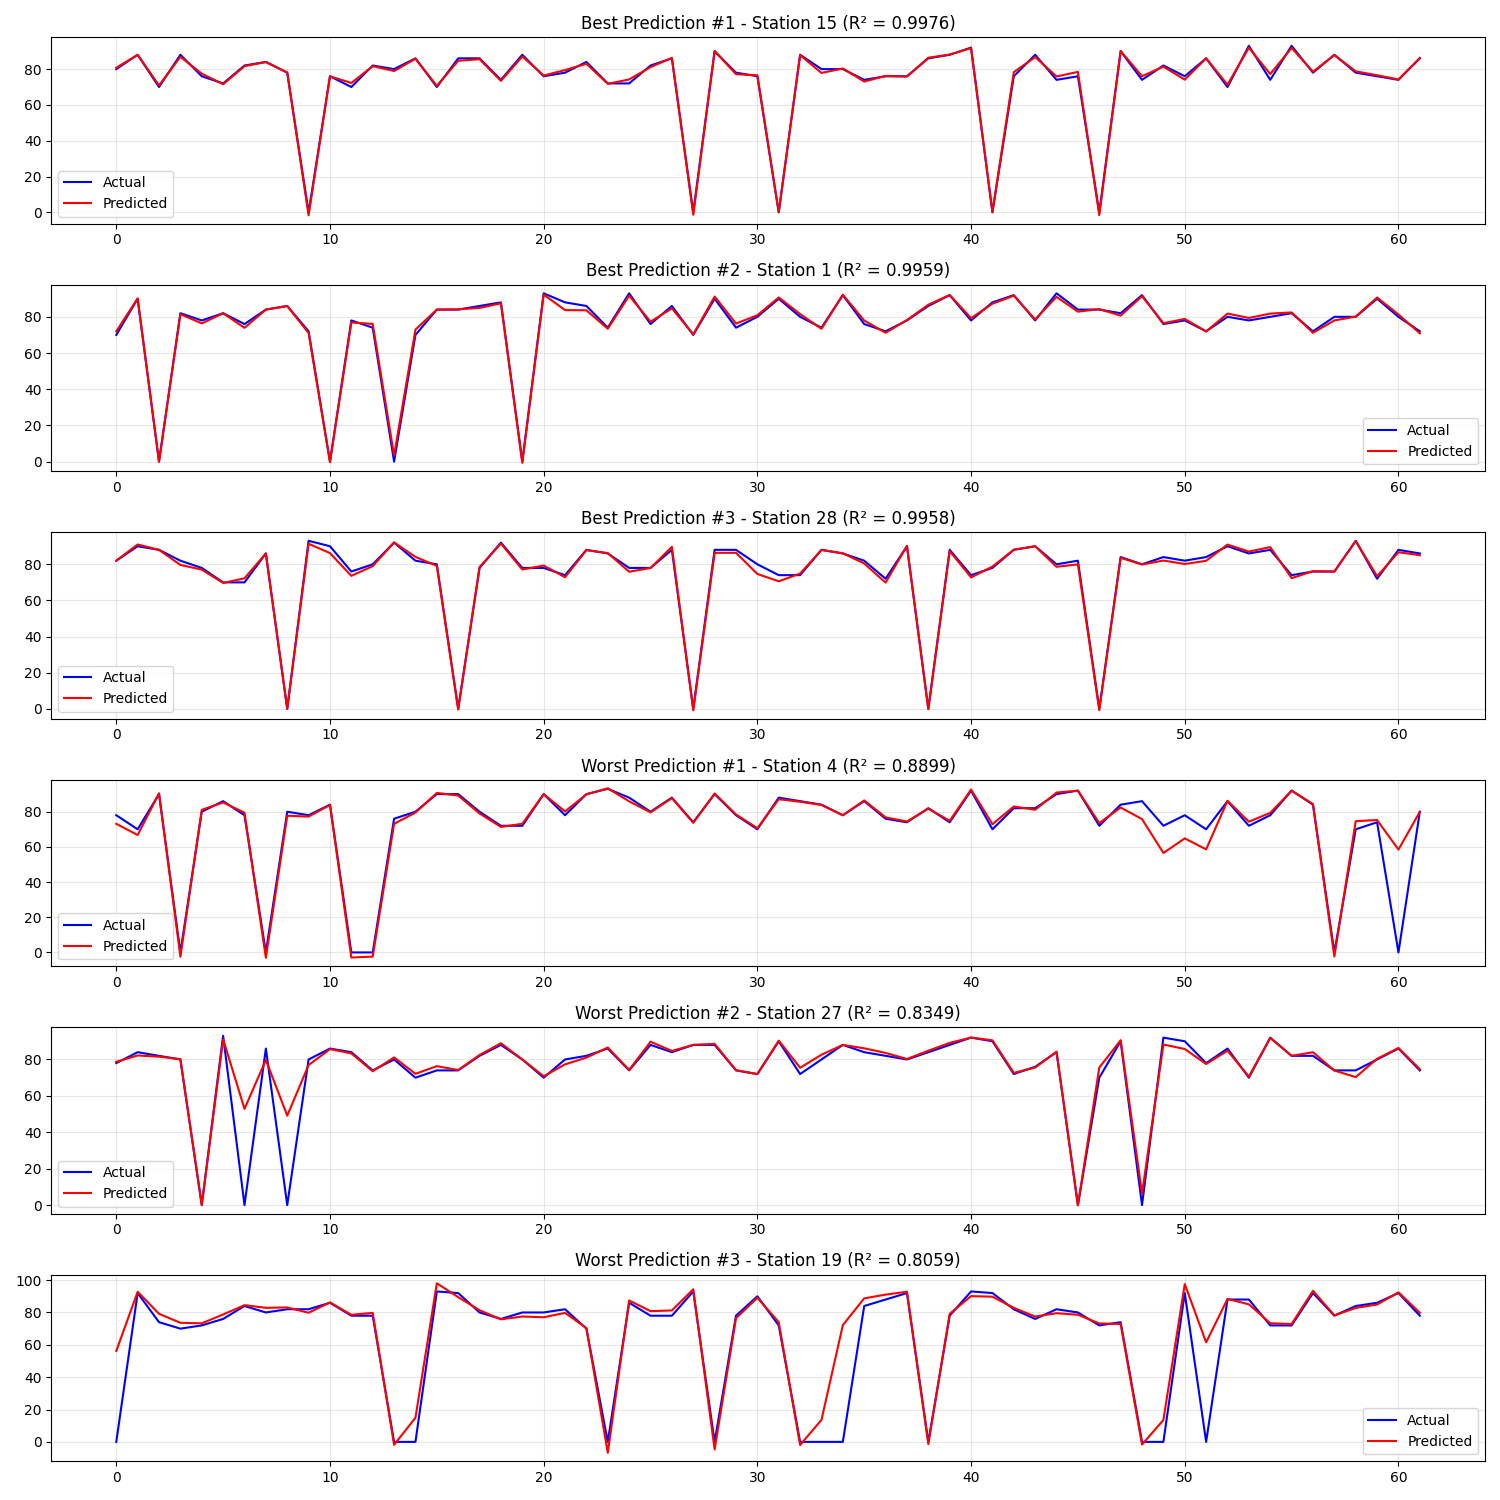 Best Prediction #1 - Station 15 (R² = 0.9976)
80
60
40
20
0
Actual
Predicted
0 10 20 30 40 50 60
Best Prediction #2 - Station 1 (R² = 0.9959)
80
60
40
20
0
Actual
Predicted
0 10 20 30 40 50 60
Best Prediction #3 - Station 28 (R² = 0.9958)
80
60
40
20
0
Actual
Predicted
0 10 20 30 40 50 60
Worst Prediction #1 - Station 4 (R² = 0.8899)
80
60
40
20
0
Actual
Predicted
0 10 20 30 40 50 60
Worst Prediction #2 - Station 27 (R² = 0.8349)
80
60
40
20
0
Actual
Predicted
0 10 20 30 40 50 60
Worst Prediction #3 - Station 19 (R² = 0.8059)
100
80
60
40
20
0
Actual
Predicted
0 10 20 30 40 50 60